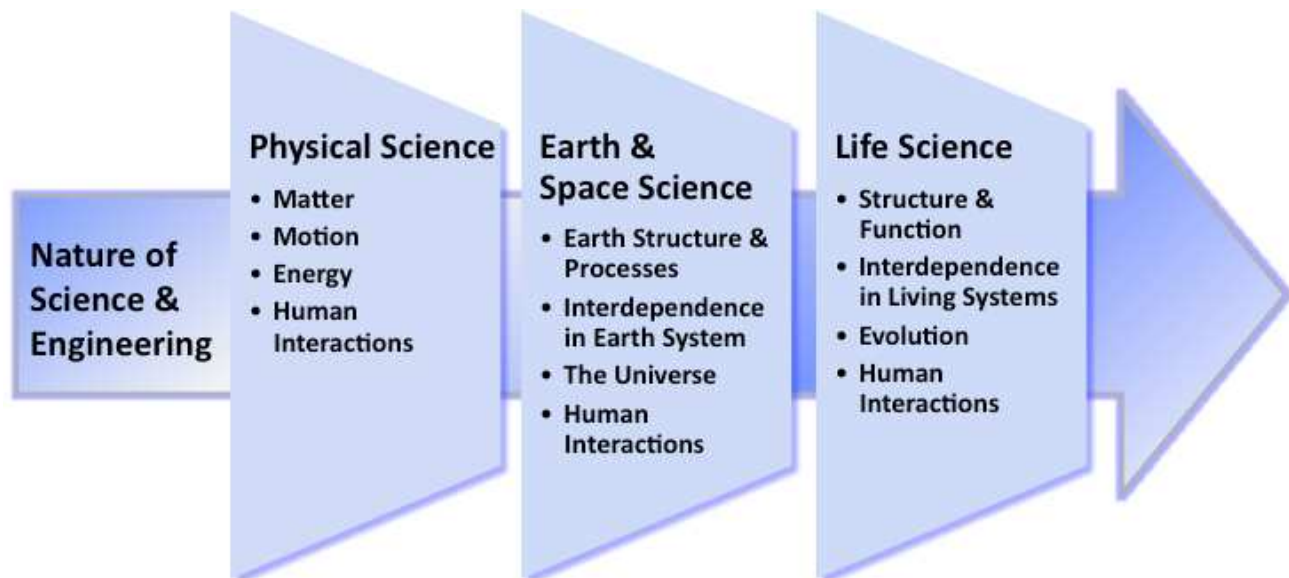 Nature of
Science &
Engineering
Physical Science
• Matter
• Motion
• Energy
• Human
Interactions
Earth &
Space Science
• Earth Structure &
Processes
• Interdependence
in Earth System
• The Universe
• Human
Interactions
Life Science
• Structure &
Function
• Interdependence
in Living Systems
• Evolution
• Human
Interactions